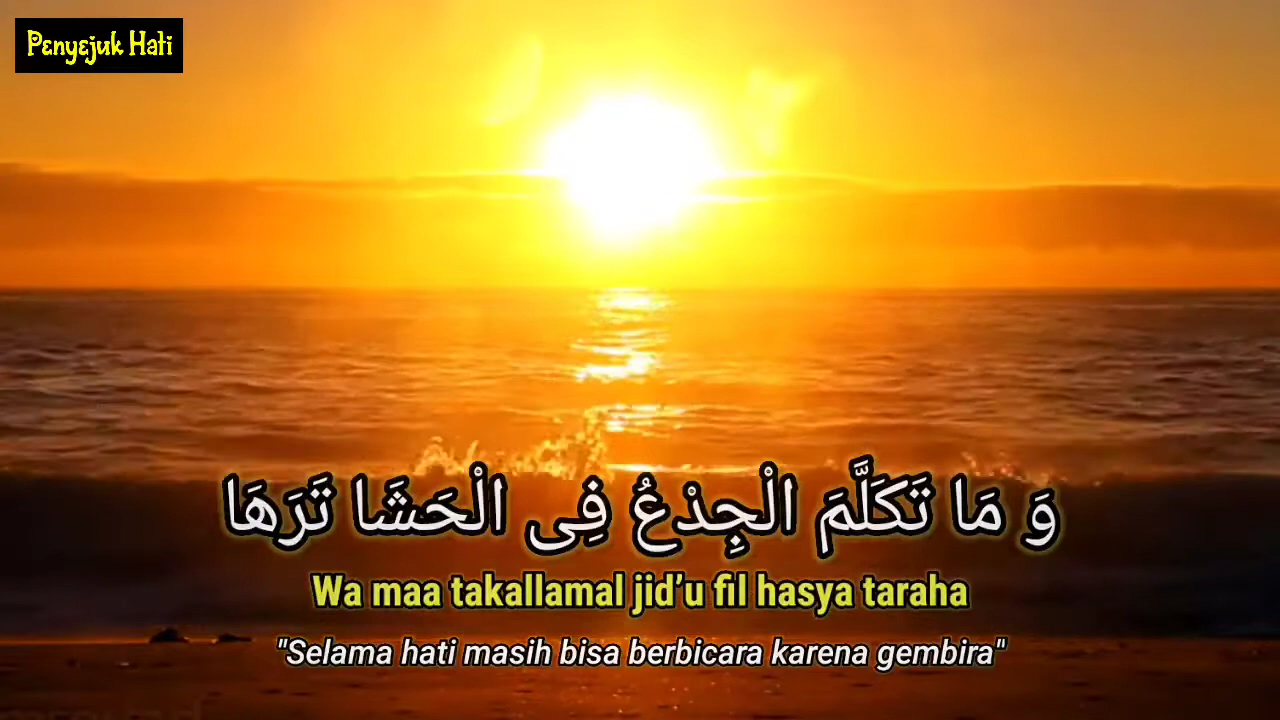 Penyejuk Hati
وَ مَا تَكَلَّمَ الْجِدْعُ فِى الْحَشَا تَرَهَا
Wa maa takallamal jid’u fil hasya taraha
"Selama hati masih bisa berbicara karena gembira"